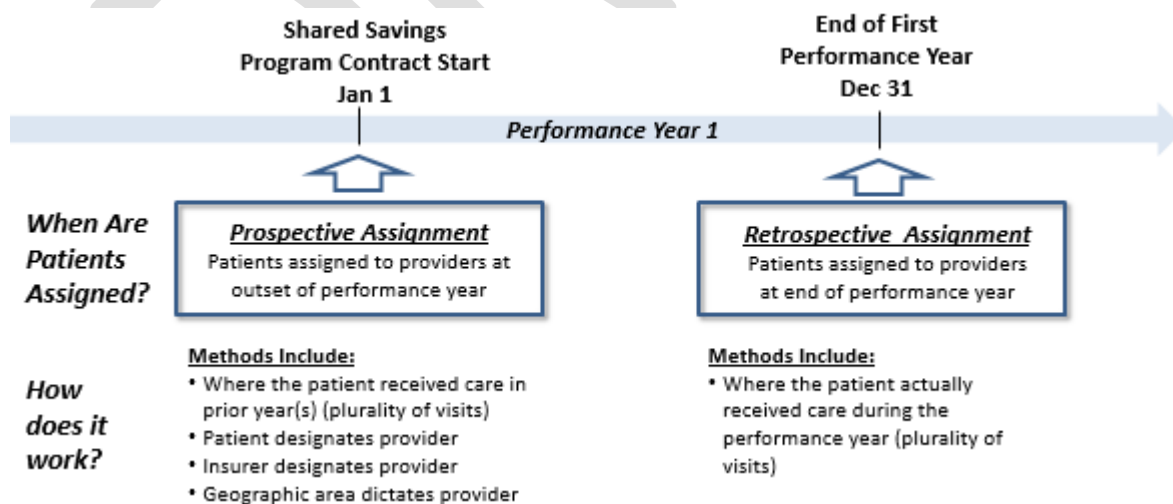 Shared Savings
Program Contract Start
Jan 1
End of First
Performance Year
Dec 31
Performance Year 1
When Are
Patients
Assigned?
Prospective Assignment
Patients assigned to providers at
outset of performance year
Retrospective Assignment
Patients assigned to providers
at end of performance year
How
does it
work?
Methods Include:
• Where the patient received care in
prior year(s) (plurality of visits)
• Patient designates provider
• Insurer designates provider
• Geographic area dictates provider
Methods Include:
• Where the patient actually
received care during the
performance year (plurality of
visits)